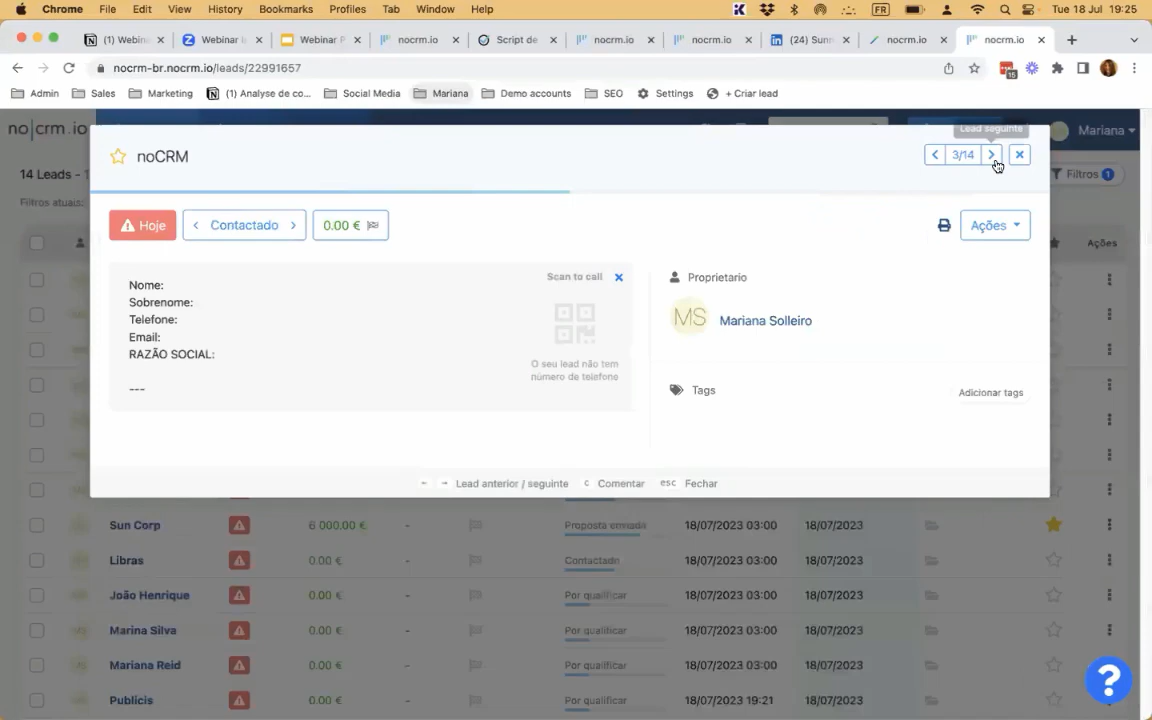 Chrome File Edit View History Bookmarks Profiles Tab Window Help FR Tue 18 Jul 19:25
(1) Webin Webinar Webinar P nocrm.io Script de nocrm.io nocrm.io (24) Sun nocrm.io nocrm.io
nocrm-br.nocrm.io/leads/22991657 15
Admin Sales Marketing (1) Analyse de co... Social Media Mariana Demo accounts SEO Settings + Criar lead
no|crm.io Mariana
Lead seguinte
noCRM 3/14
14 Leads - Filtros 1
Filtros atuais:
Hoje Contactado 0.00 € Ações
Ações
Scan to call
Nome:
Sobrenome:
Telefone:
Email:
RAZÃO SOCIAL:
---
O seu lead não tem
número de telefone
Proprietario
MS Mariana Solleiro
Tags Adicionar tags
← → Lead anterior / seguinte c Comentar esc Fechar
Sun Corp 6 000.00 € - Proposta enviada 18/07/2023 03:00 18/07/2023
Libras 0.00 € - Contactado 18/07/2023 03:00 18/07/2023
João Henrique 0.00 € - Por qualificar 18/07/2023 03:00 18/07/2023
Marina Silva 0.00 € - Por qualificar 18/07/2023 03:00 18/07/2023
Mariana Reid 0.00 € - Por qualificar 18/07/2023 03:00 18/07/2023
Publicis 0.00 € - Por qualificar 18/07/2023 19:21 18/07/2023
?